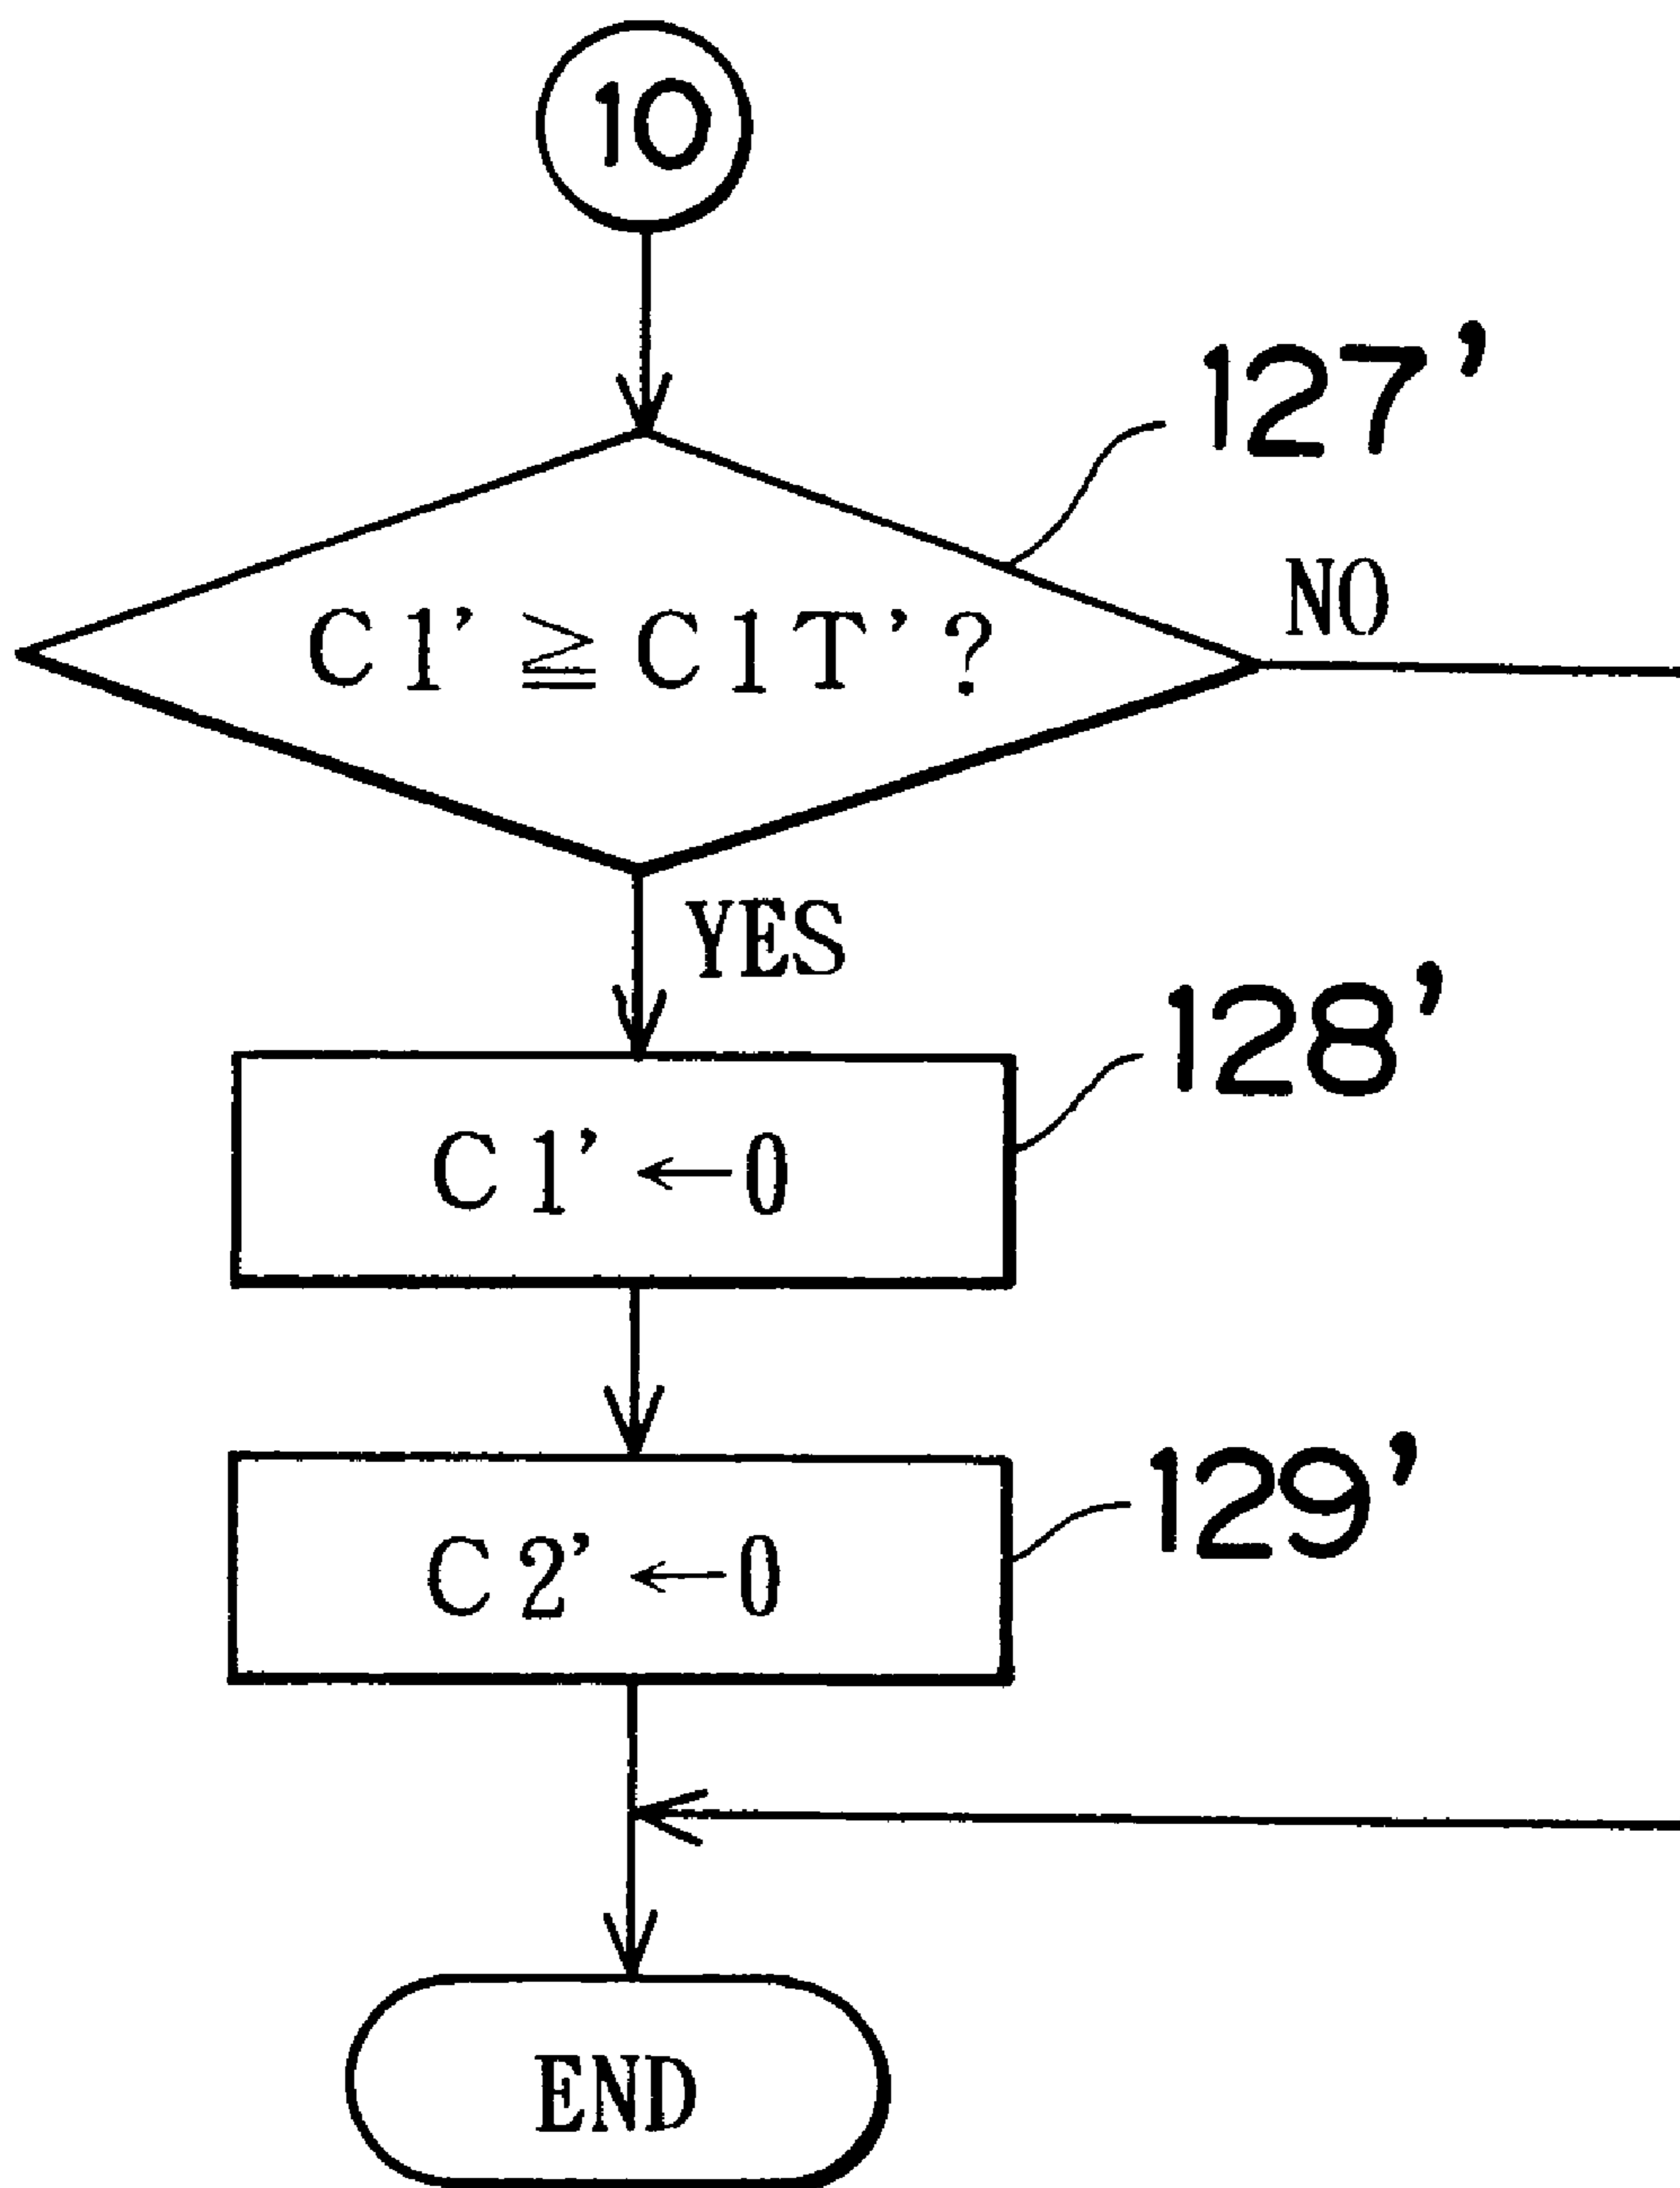 10
127'
C1' ≧ C1T'?
NO
YES
128'
C1' ←0
129'
C2' ←0
END